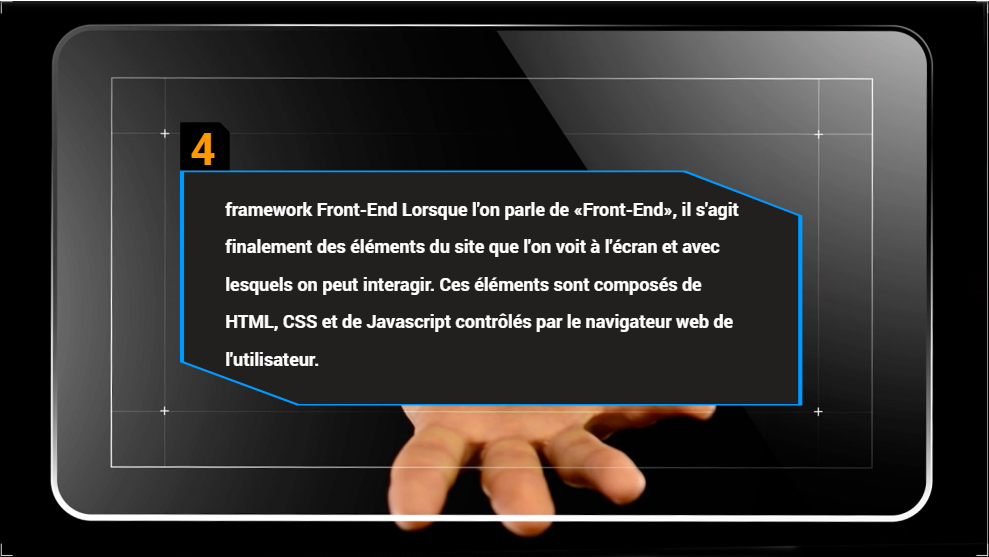 4
framework Front-End Lorsque l'on parle de «Front-End», il s'agit
finalement des éléments du site que l'on voit à l'écran et avec
lesquels on peut interagir. Ces éléments sont composés de
HTML, CSS et de Javascript contrôlés par le navigateur web de
l'utilisateur.